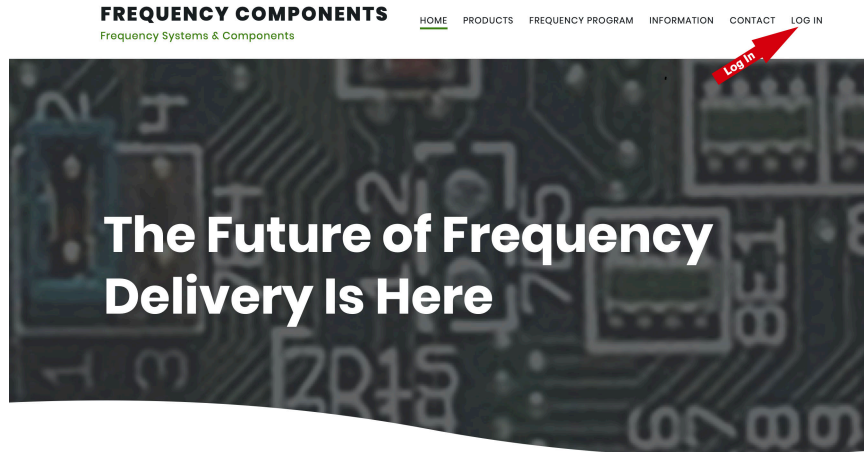 FREQUENCY COMPONENTS
Frequency Systems & Components
HOME PRODUCTS FREQUENCY PROGRAM INFORMATION CONTACT LOG IN
Log In
The Future of Frequency
Delivery Is Here